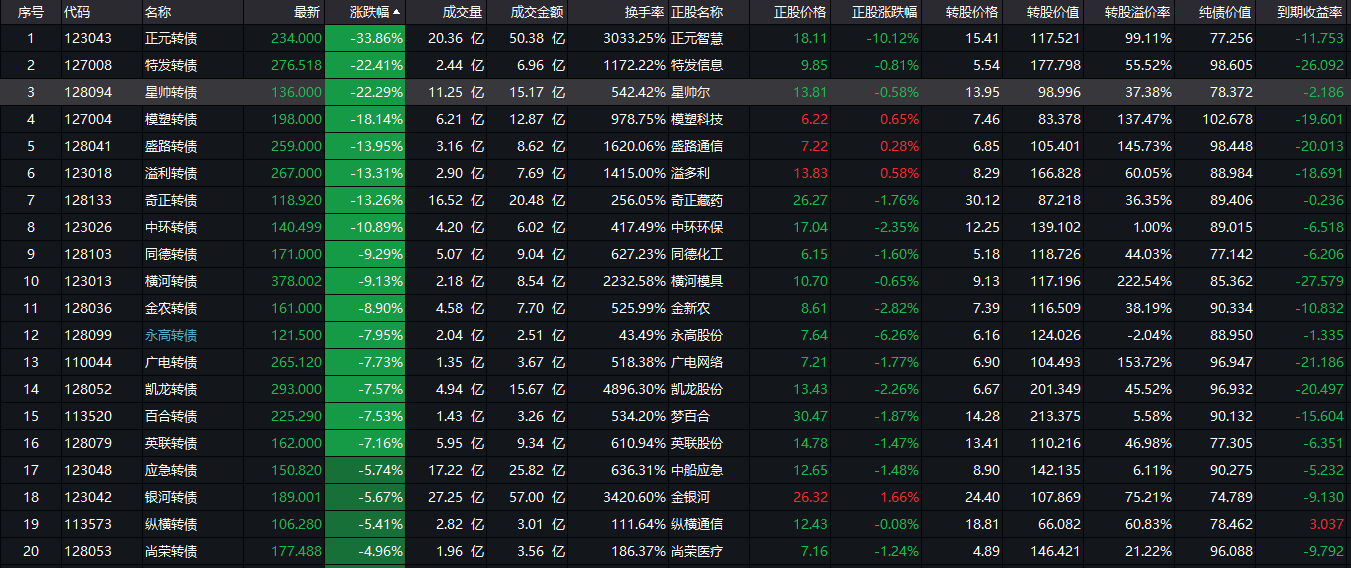 序号 代码 名称 最新 涨跌幅 成交量 成交金额 换手率 正股名称 正股价格 正股涨跌幅 转股价格 转股价值 转股溢价率 纯债价值 到期收益率
1 123043 正元转债 234.000 -33.86% 20.36 亿 50.38 亿 3033.25% 正元智慧 18.11 -10.12% 15.41 117.521 99.11% 77.256 -11.753
2 127008 特发转债 276.518 -22.41% 2.44 亿 6.96 亿 1172.22% 特发信息 9.85 -0.81% 5.54 177.798 55.52% 98.605 -26.092
3 128094 星帅转债 136.000 -22.29% 11.25 亿 15.17 亿 542.42% 星帅尔 13.81 -0.58% 13.95 98.996 37.38% 78.372 -2.186
4 127004 模塑转债 198.000 -18.14% 6.21 亿 12.87 亿 978.75% 模塑科技 6.22 0.65% 7.46 83.378 137.47% 102.678 -19.601
5 128041 盛路转债 259.000 -13.95% 3.16 亿 8.62 亿 1620.06% 盛路通信 7.22 0.28% 6.85 105.401 145.73% 98.448 -20.013
6 123018 溢利转债 267.000 -13.31% 2.90 亿 7.69 亿 1415.00% 溢多利 13.83 0.58% 8.29 166.828 60.05% 88.984 -18.691
7 128133 奇正转债 118.920 -13.26% 16.52 亿 20.48 亿 256.05% 奇正藏药 26.27 -1.76% 30.12 87.218 36.35% 89.406 -0.236
8 123026 中环转债 140.499 -10.89% 4.20 亿 6.02 亿 417.49% 中环环保 17.04 -2.35% 12.25 139.102 1.00% 89.015 -6.518
9 128103 同德转债 171.000 -9.29% 5.07 亿 9.04 亿 627.23% 同德化工 6.15 -1.60% 5.18 118.726 44.03% 77.142 -6.206
10 123013 横河转债 378.002 -9.13% 2.18 亿 8.54 亿 2232.58% 横河模具 10.70 -0.65% 9.13 117.196 222.54% 85.362 -27.579
11 128036 金农转债 161.000 -8.90% 4.58 亿 7.70 亿 525.99% 金新农 8.61 -2.82% 7.39 116.509 38.19% 90.334 -10.832
12 128099 永高转债 121.500 -7.95% 2.04 亿 2.51 亿 43.49% 永高股份 7.64 -6.26% 6.16 124.026 -2.04% 88.950 -1.335
13 110044 广电转债 265.120 -7.73% 1.35 亿 3.67 亿 518.38% 广电网络 7.21 -1.77% 6.90 104.493 153.72% 96.947 -21.186
14 128052 凯龙转债 293.000 -7.57% 4.94 亿 15.67 亿 4896.30% 凯龙股份 13.43 -2.26% 6.67 201.349 45.52% 96.932 -20.497
15 113520 百合转债 225.290 -7.53% 1.43 亿 3.26 亿 534.20% 梦百合 30.47 -1.87% 14.28 213.375 5.58% 90.132 -15.604
16 128079 英联转债 162.000 -7.16% 5.95 亿 9.34 亿 610.94% 英联股份 14.78 -1.47% 13.41 110.216 46.98% 77.305 -6.351
17 123048 应急转债 150.820 -5.74% 17.22 亿 25.82 亿 636.31% 中船应急 12.65 -1.48% 8.90 142.135 6.11% 90.275 -5.232
18 123042 银河转债 189.001 -5.67% 27.25 亿 57.00 亿 3420.60% 金银河 26.32 1.66% 24.40 107.869 75.21% 74.789 -9.130
19 113573 纵横转债 106.280 -5.41% 2.82 亿 3.01 亿 111.64% 纵横通信 12.43 -0.08% 18.81 66.082 60.83% 78.462 3.037
20 128053 尚荣转债 177.488 -4.96% 1.96 亿 3.56 亿 186.37% 尚荣医疗 7.16 -1.24% 4.89 146.421 21.22% 96.088 -9.792